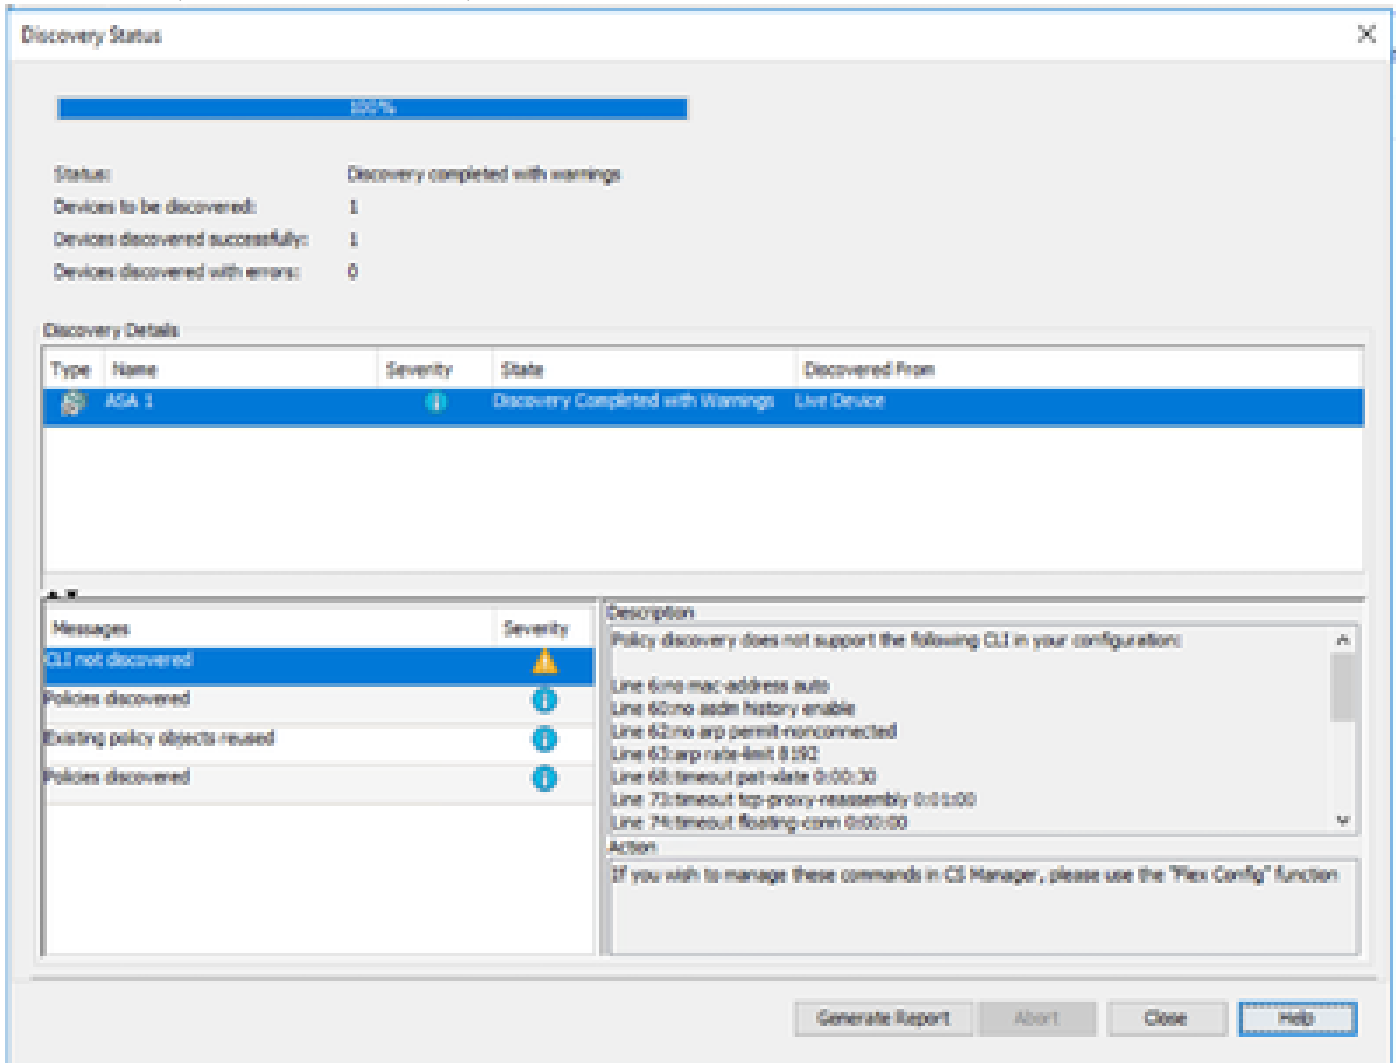 Discovery Status
100%
Status: Discovery completed with warnings
Devices to be discovered: 1
Devices discovered successfully: 1
Devices discovered with errors: 0
Discovery Details
Type Name Severity State Discovered From
ASA 1 Discovery Completed with Warnings Live Device
Messages Severity
CLI not discovered
Policies discovered
Existing policy objects reused
Policies discovered
Description
Policy discovery does not support the following CLI in your configuration:
Line 6:no mac-address auto
Line 60:no asdm history enable
Line 62:no arp permit-nonconnected
Line 63:arp rate-limit 8192
Line 68:timeout pat-xlate 0:00:30
Line 73:timeout tcp-proxy-reassembly 0:01:00
Line 74:timeout floating-conn 0:00:00
Action
If you wish to manage these commands in CS Manager, please use the "Flex Config" function
Generate Report Abort Close Help